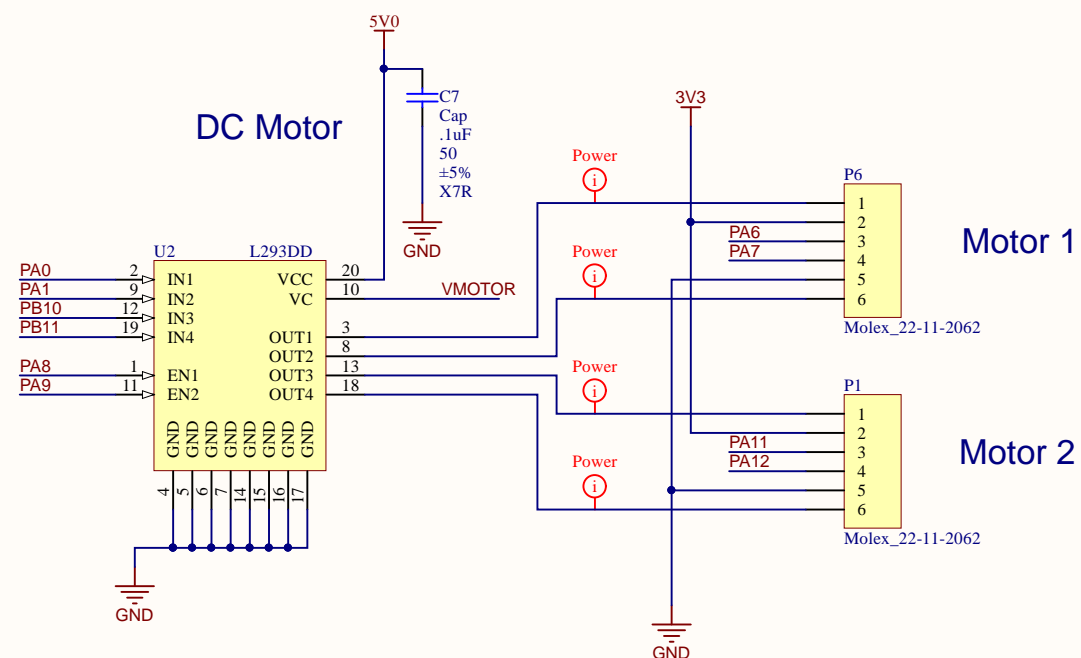 5V0
DC Motor
C7
Cap
.1uF
50
±5%
X7R
GND
3V3
Power
i
P6
1
2
PA6 3
PA7 4
5
6
Molex_22-11-2062
Motor 1
Power
i
U2 L293DD
PA0 2 IN1
PA1 9 IN2
PB10 12 IN3
PB11 19 IN4
PA8 1 EN1
PA9 11 EN2
VCC 20
VC 10 VMOTOR
OUT1 3
OUT2 8
OUT3 13
OUT4 18
GND GND GND GND GND GND GND GND
4 5 6 7 14 15 16 17
GND
Power
i
Power
i
P1
1
2
PA11 3
PA12 4
5
6
Molex_22-11-2062
Motor 2
GND